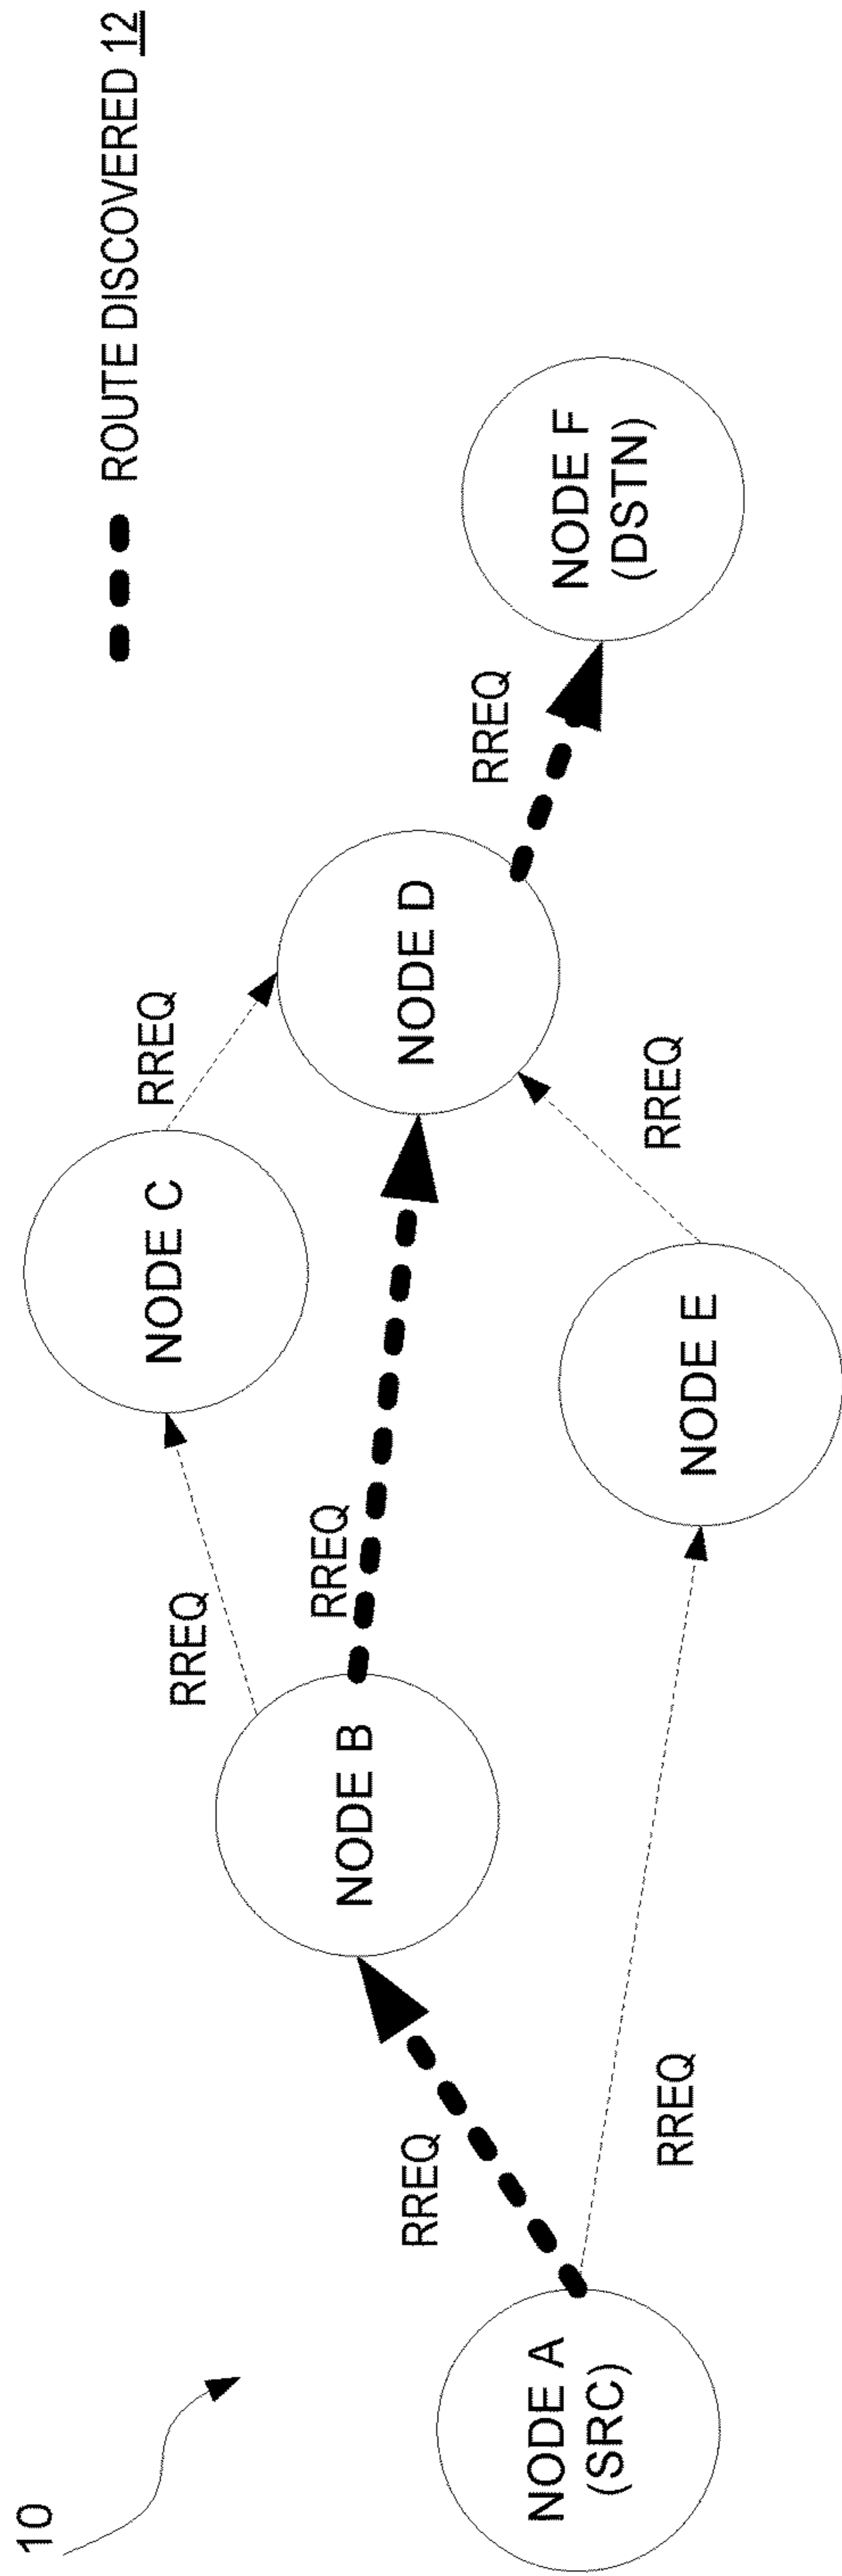 10
ROUTE DISCOVERED 12
NODE A
(SRC)
RREQ
RREQ
NODE B
RREQ
RREQ
NODE C
NODE E
RREQ
RREQ
NODE D
RREQ
NODE F
(DSTN)